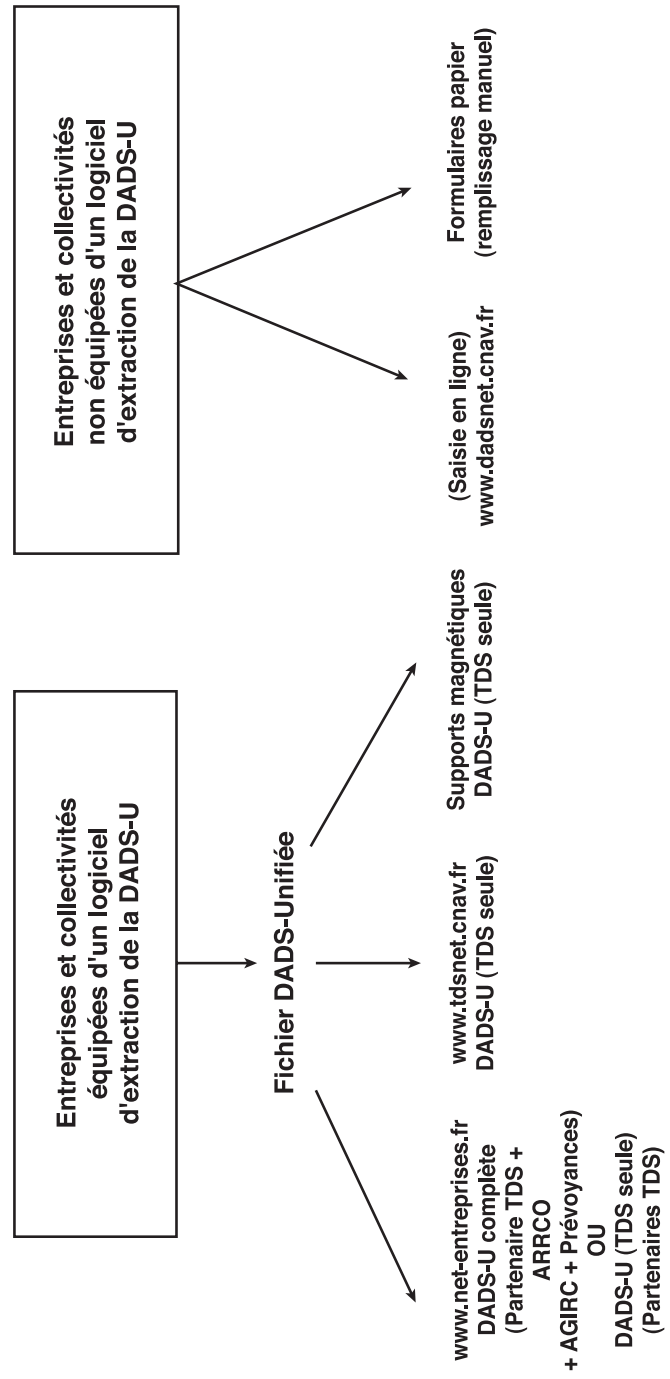 Entreprises et collectivités
équipées d'un logiciel
d'extraction de la DADS-U
Fichier DADS-Unifiée
www.net-entreprises.fr
DADS-U complète
(Partenaire TDS +
ARRCO
+ AGIRC + Prévoyances)
OU
DADS-U (TDS seule)
(Partenaires TDS)
www.tdsnet.cnav.fr
DADS-U (TDS seule)
Supports magnétiques
DADS-U (TDS seule)
Entreprises et collectivités
non équipées d'un logiciel
d'extraction de la DADS-U
(Saisie en ligne)
www.dadsnet.cnav.fr
Formulaires papier
(remplissage manuel)